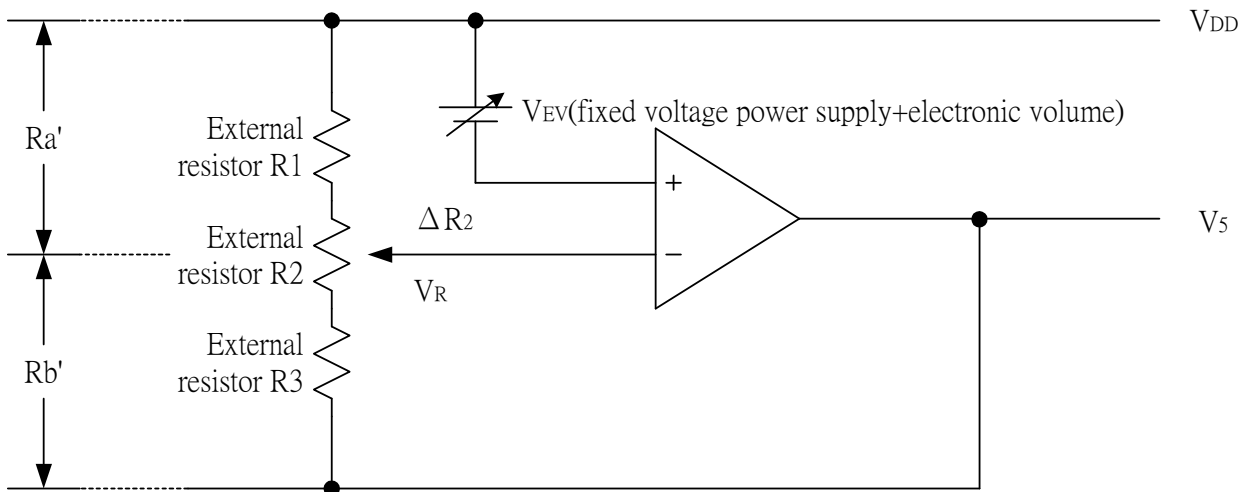 VDD
VEV(fixed voltage power supply+electronic volume)
Ra'
External
resistor R1
+
ΔR2
V5
External
resistor R2
−
VR
External
resistor R3
Rb'